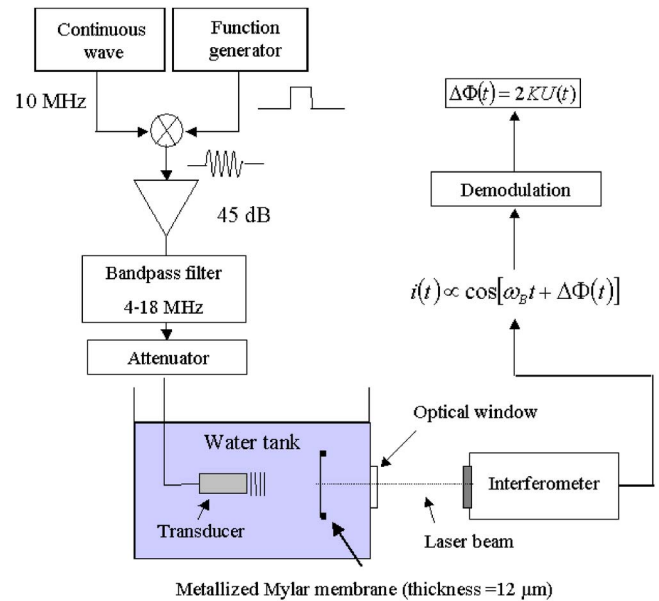 Continuous
wave
Function
generator
10 MHz
45 dB
Bandpass filter
4-18 MHz
Attenuator
Water tank
Transducer
Metallized Mylar membrane (thickness =12 µm)
Optical window
Laser beam
Interferometer
i(t) ∝ cos[ω_B t + ΔΦ(t)]
Demodulation
ΔΦ(t) = 2KU(t)